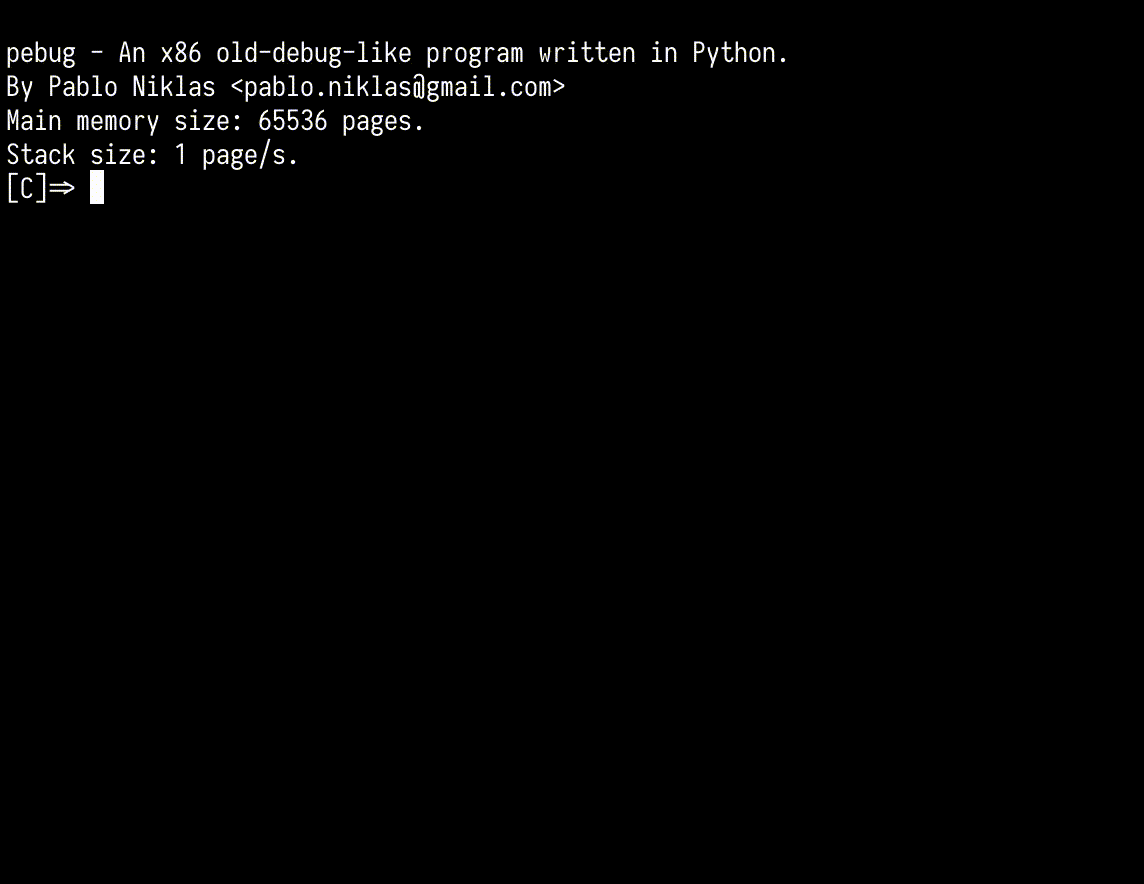 pebug - An x86 old-debug-like program written in Python.
By Pablo Niklas <pablo.niklas@gmail.com>
Main memory size: 65536 pages.
Stack size: 1 page/s.
[C]=>